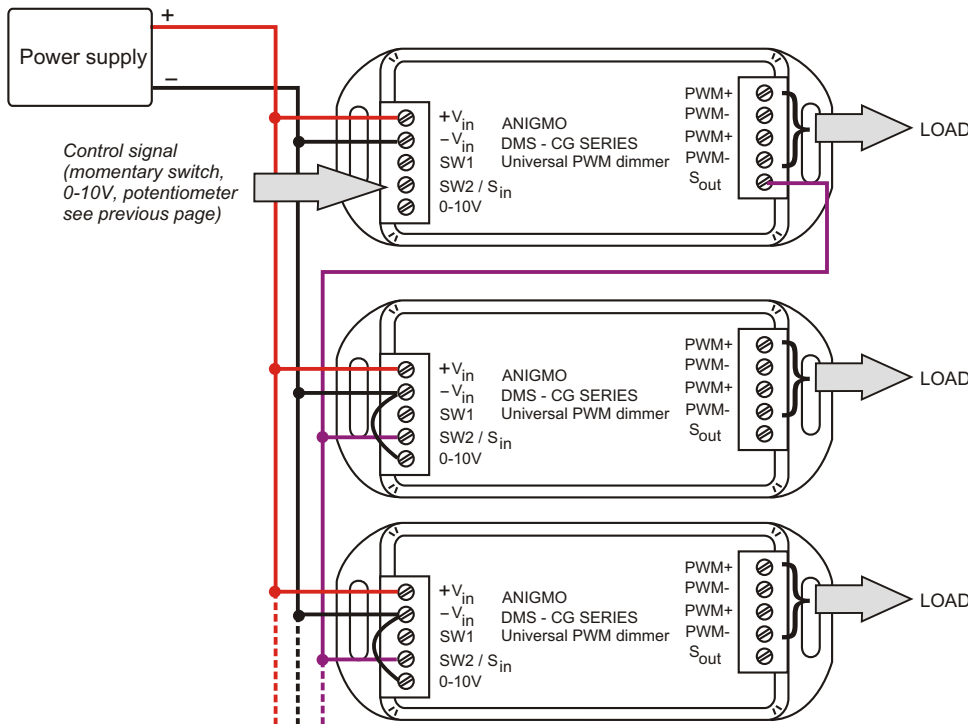 +
Power supply
−
Control signal
(momentary switch,
0-10V, potentiometer
see previous page)
+Vin
−Vin
SW1
SW2 / Sin
0-10V
ANIGMO
DMS - CG SERIES
Universal PWM dimmer
PWM+
PWM-
PWM+
PWM-
Sout
LOAD
+Vin
−Vin
SW1
SW2 / Sin
0-10V
ANIGMO
DMS - CG SERIES
Universal PWM dimmer
PWM+
PWM-
PWM+
PWM-
Sout
LOAD
+Vin
−Vin
SW1
SW2 / Sin
0-10V
ANIGMO
DMS - CG SERIES
Universal PWM dimmer
PWM+
PWM-
PWM+
PWM-
Sout
LOAD